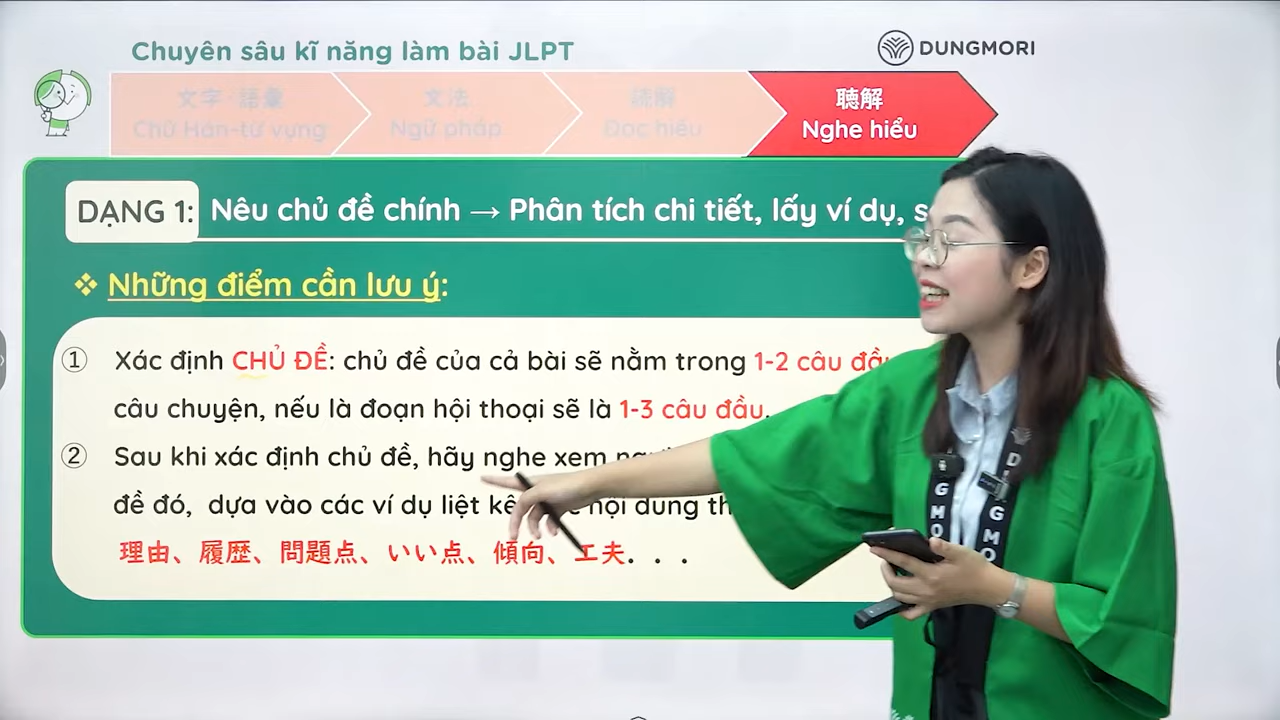 Chuyên sâu kĩ năng làm bài JLPT
DUNGMORI
文字・語彙
Chữ Hán-từ vựng
文法
Ngữ pháp
読解
Đọc hiểu
聴解
Nghe hiểu
DẠNG 1: Nêu chủ đề chính → Phân tích chi tiết, lấy ví dụ,
❖ Những điểm cần lưu ý:
① Xác định CHỦ ĐỀ: chủ đề của cả bài sẽ nằm trong 1-2 câu đầu
câu chuyện, nếu là đoạn hội thoại sẽ là 1-3 câu đầu.
② Sau khi xác định chủ đề, hãy nghe xem
đề đó, dựa vào các ví dụ liệt kê nội dung
理由、履歴、問題点、いい点、傾向、工夫．．．
G MO
D
G MO